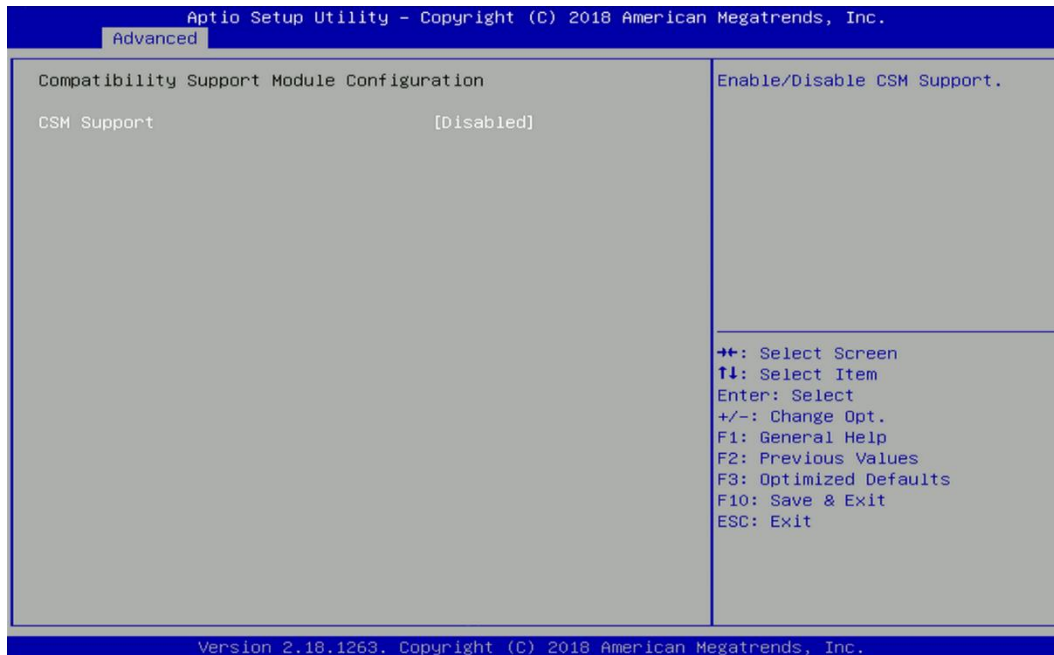 Aptio Setup Utility – Copyright (C) 2018 American Megatrends, Inc.
Advanced
Compatibility Support Module Configuration
CSM Support [Disabled]
Enable/Disable CSM Support.
→←: Select Screen
↑↓: Select Item
Enter: Select
+/-: Change Opt.
F1: General Help
F2: Previous Values
F3: Optimized Defaults
F10: Save & Exit
ESC: Exit
Version 2.18.1263. Copyright (C) 2018 American Megatrends, Inc.